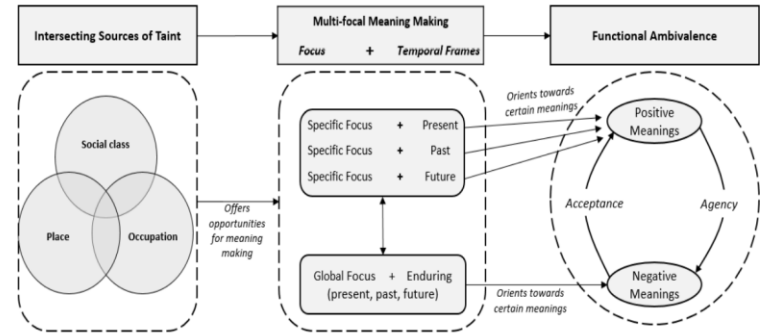 Intersecting Sources of Taint
Multi-focal Meaning Making
Focus + Temporal Frames
Functional Ambivalence
Social class
Place
Occupation
Offers
opportunities
for meaning
making
Specific Focus + Present
Specific Focus + Past
Specific Focus + Future
Global Focus + Enduring
(present, past, future)
Orients towards
certain meanings
Orients towards
certain meanings
Positive
Meanings
Acceptance
Agency
Negative
Meanings